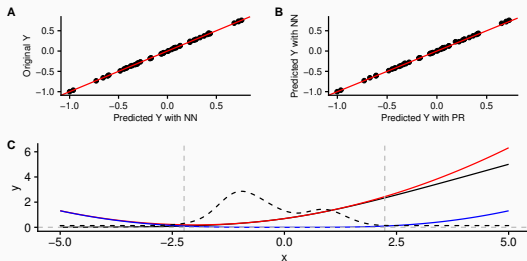 A
Original Y
0.5
0.0
−0.5
−1.0
−1.0 −0.5 0.0 0.5
Predicted Y with NN
B
Predicted Y with NN
0.5
0.0
−0.5
−1.0
−1.0 −0.5 0.0 0.5
Predicted Y with PR
C
y
6
4
2
0
−5.0 −2.5 0.0 2.5 5.0
x